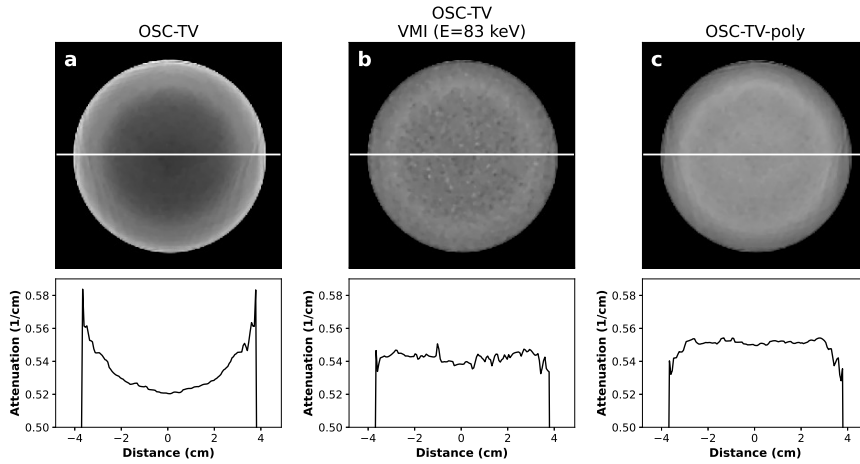 OSC-TV
OSC-TV
VMI (E=83 keV)
OSC-TV-poly
a
b
c
Attenuation (1/cm)
0.58
0.56
0.54
0.52
0.50
−4
−2
0
2
4
Distance (cm)
Attenuation (1/cm)
0.58
0.56
0.54
0.52
0.50
−4
−2
0
2
4
Distance (cm)
Attenuation (1/cm)
0.58
0.56
0.54
0.52
0.50
−4
−2
0
2
4
Distance (cm)